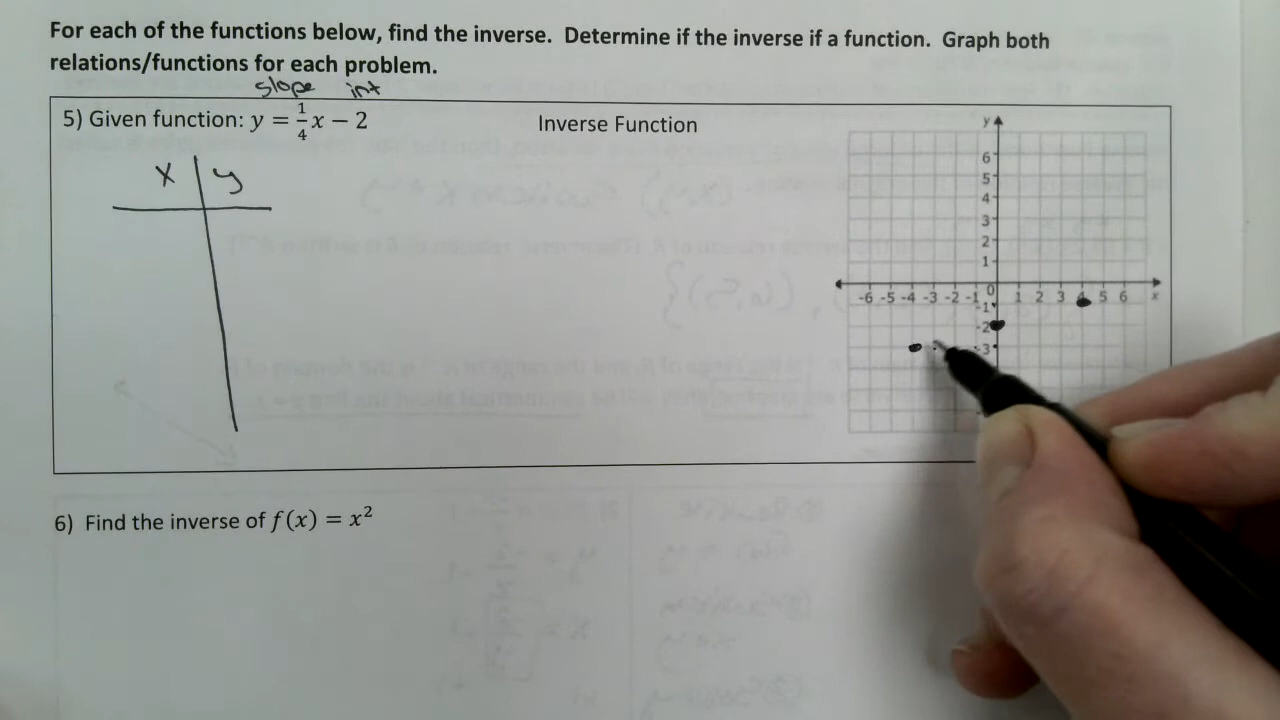 For each of the functions below, find the inverse. Determine if the inverse if a function. Graph both
relations/functions for each problem.
slope int
5) Given function: y = 1/4 x − 2
Inverse Function
x y
y
6
5
4
3
2
1
-6 -5 -4 -3 -2 -1 0 1 2 3 5 6 x
-1
-2
-3
6) Find the inverse of f(x) = x²